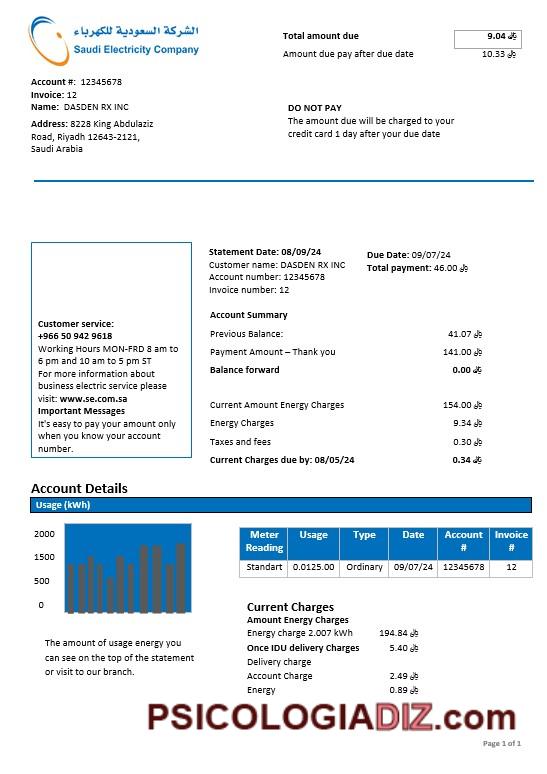 الشركة السعودية للكهرباء
Saudi Electricity Company
Total amount due 9.04 ﷼
Amount due pay after due date 10.33 ﷼
Account #: 12345678
Invoice: 12
Name: DASDEN RX INC
Address: 8228 King Abdulaziz
Road, Riyadh 12643-2121,
Saudi Arabia
DO NOT PAY
The amount due will be charged to your
credit card 1 day after your due date
Customer service:
+966 50 942 9618
Working Hours MON-FRD 8 am to
6 pm end 10 am to 5 pm ST
For more information about
business electric service please
visit: www.se.com.sa
Important Messages
It's easy to pay your amount only
when you know your account
number.
Statement Date: 08/09/24
Customer name: DASDEN RX INC
Account number: 12345678
Invoice number: 12
Due Date: 09/07/24
Total payment: 46.00 ﷼
Account Summary
Previous Balance: 41.07 ﷼
Payment Amount – Thank you 141.00 ﷼
Balance forward 0.00 ﷼
Current Amount Energy Charges 154.00 ﷼
Energy Charges 9.34 ﷼
Taxes and fees 0.30 ﷼
Current Charges due by: 08/05/24 0.34 ﷼
Account Details
Usage (kWh)
2000
1500
500
0
The amount of usage energy you
can see on the top of the statement
or visit to our branch.
Meter Reading Usage Type Date Account # Invoice #
Standart 0.0125.00 Ordinary 09/07/24 12345678 12
Current Charges
Amount Energy Charges
Energy charge 2.007 kWh 194.84 ﷼
Once IDU delivery Charges 5.40 ﷼
Delivery charge
Account Charge 2.49 ﷼
Energy 0.89 ﷼
PSICOLOGIADIZ.com
Page 1 of 1